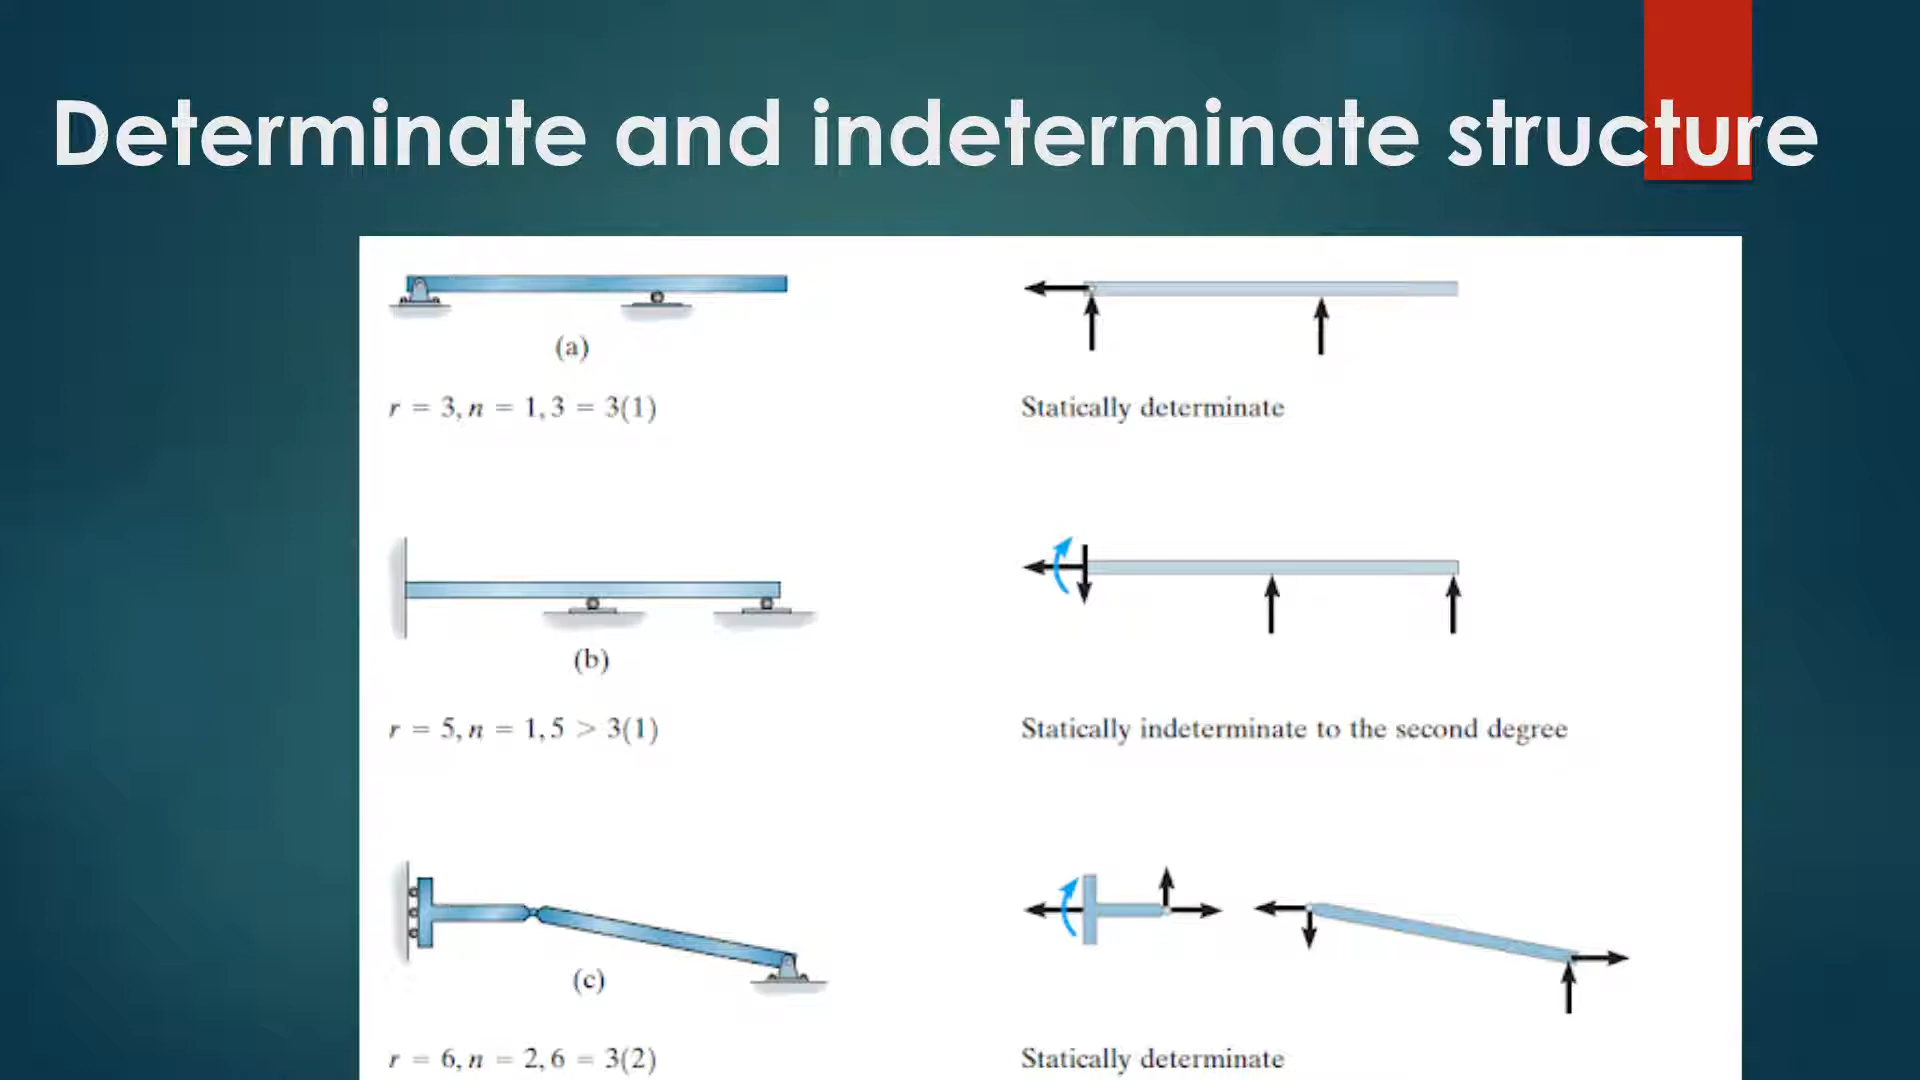 Determinate and indeterminate structure
(a)
r = 3, n = 1, 3 = 3(1)
Statically determinate
(b)
r = 5, n = 1, 5 > 3(1)
Statically indeterminate to the second degree
(c)
r = 6, n = 2, 6 = 3(2)
Statically determinate